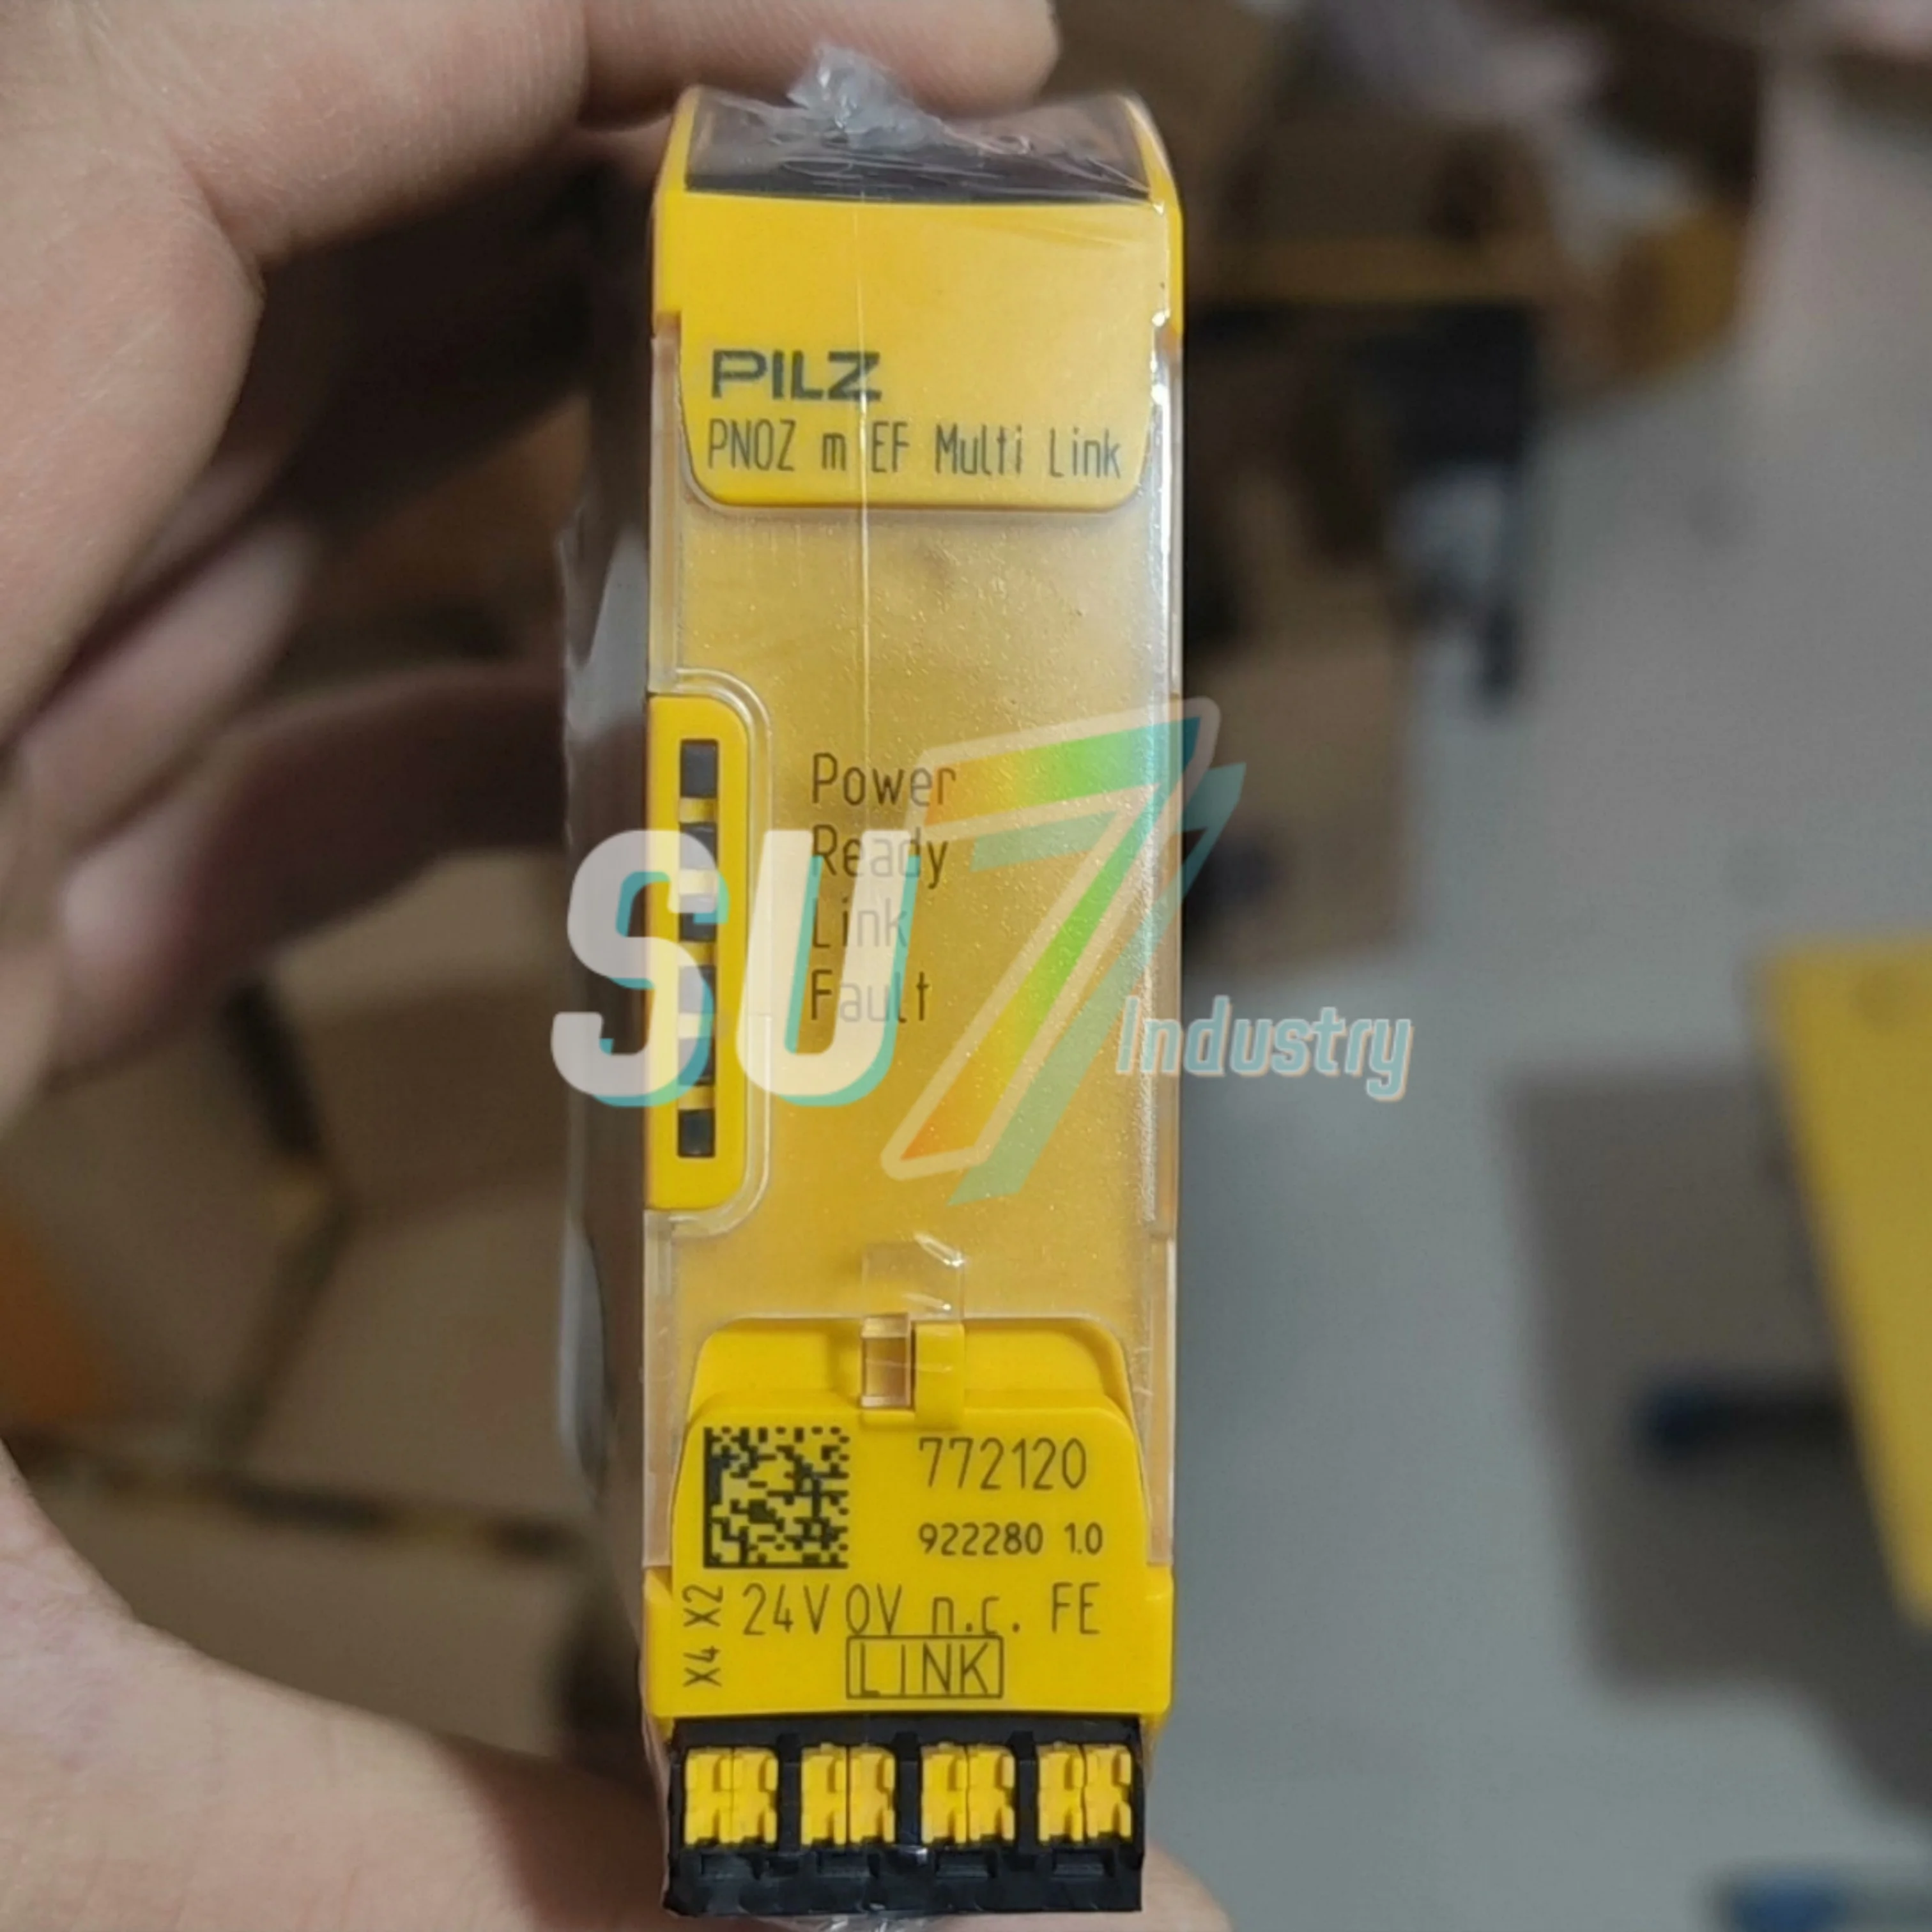 PILZ
PNOZ m EF Multi Link
Power
Ready
Link
Fault
SU7
Industry
772120
922280 1.0
X2 24V 0V n.c. FE
X4 LINK